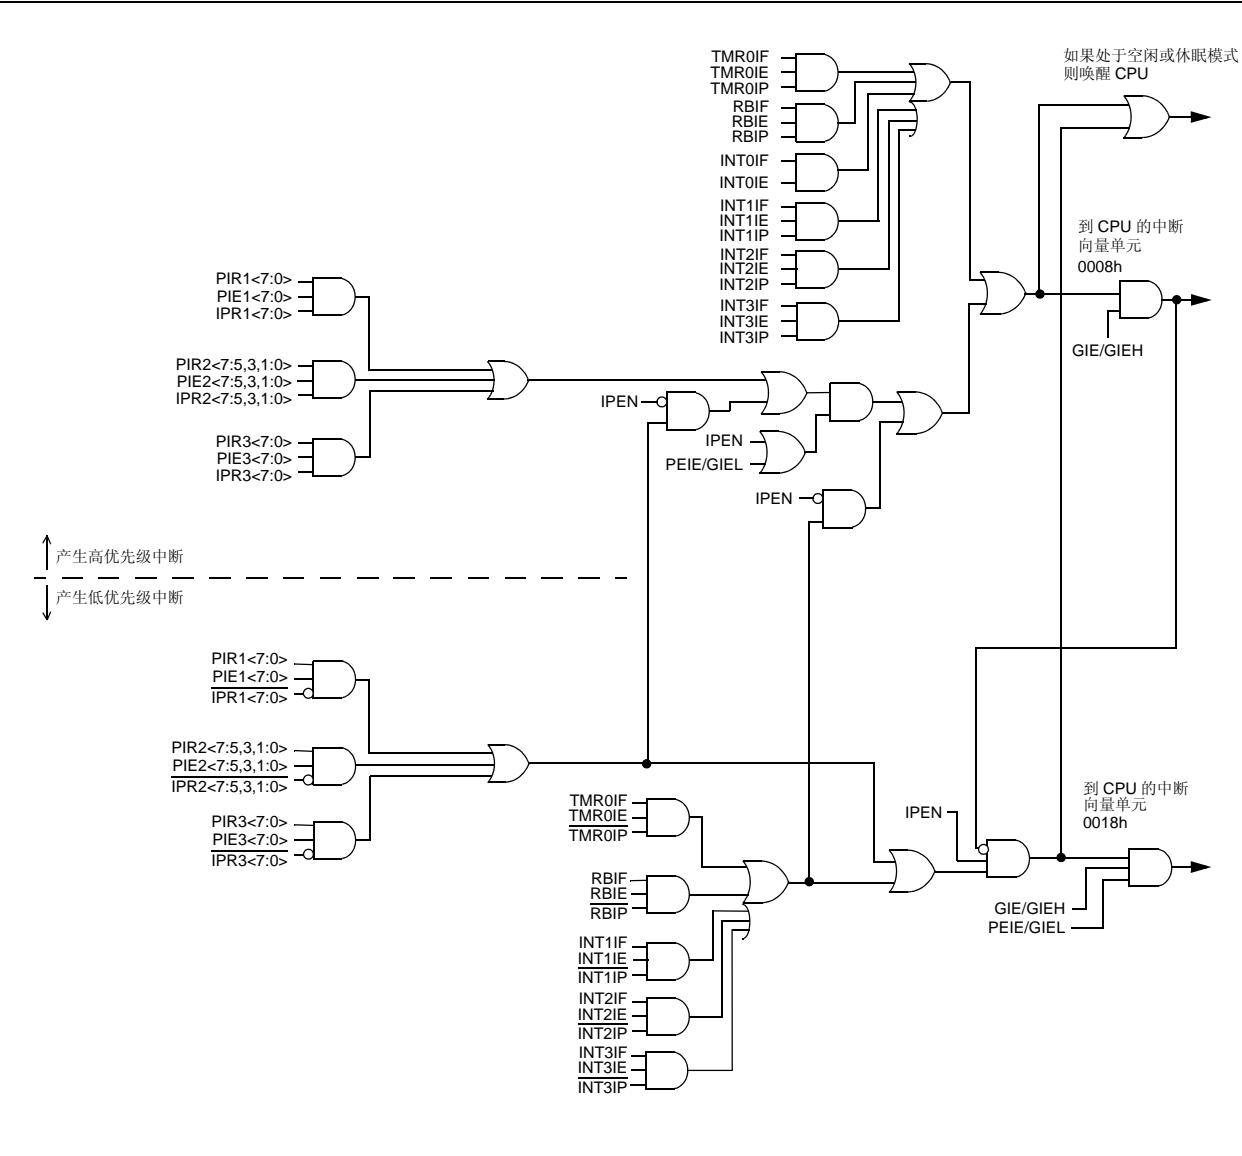 TMR0IF
TMR0IE
TMR0IP
RBIF
RBIE
RBIP
INT0IF
INT0IE
INT1IF
INT1IE
INT1IP
INT2IF
INT2IE
INT2IP
INT3IF
INT3IE
INT3IP
如果处于空闲或休眠模式
则唤醒 CPU
到 CPU 的中断
向量单元
0008h
GIE/GIEH
PIR1<7:0>
PIE1<7:0>
IPR1<7:0>
PIR2<7:5,3,1:0>
PIE2<7:5,3,1:0>
IPR2<7:5,3,1:0>
PIR3<7:0>
PIE3<7:0>
IPR3<7:0>
IPEN
IPEN
PEIE/GIEL
IPEN
产生高优先级中断
产生低优先级中断
PIR1<7:0>
PIE1<7:0>
IPR1<7:0>
PIR2<7:5,3,1:0>
PIE2<7:5,3,1:0>
IPR2<7:5,3,1:0>
PIR3<7:0>
PIE3<7:0>
IPR3<7:0>
TMR0IF
TMR0IE
TMR0IP
RBIF
RBIE
RBIP
INT1IF
INT1IE
INT1IP
INT2IF
INT2IE
INT2IP
INT3IF
INT3IE
INT3IP
IPEN
到 CPU 的中断
向量单元
0018h
GIE/GIEH
PEIE/GIEL